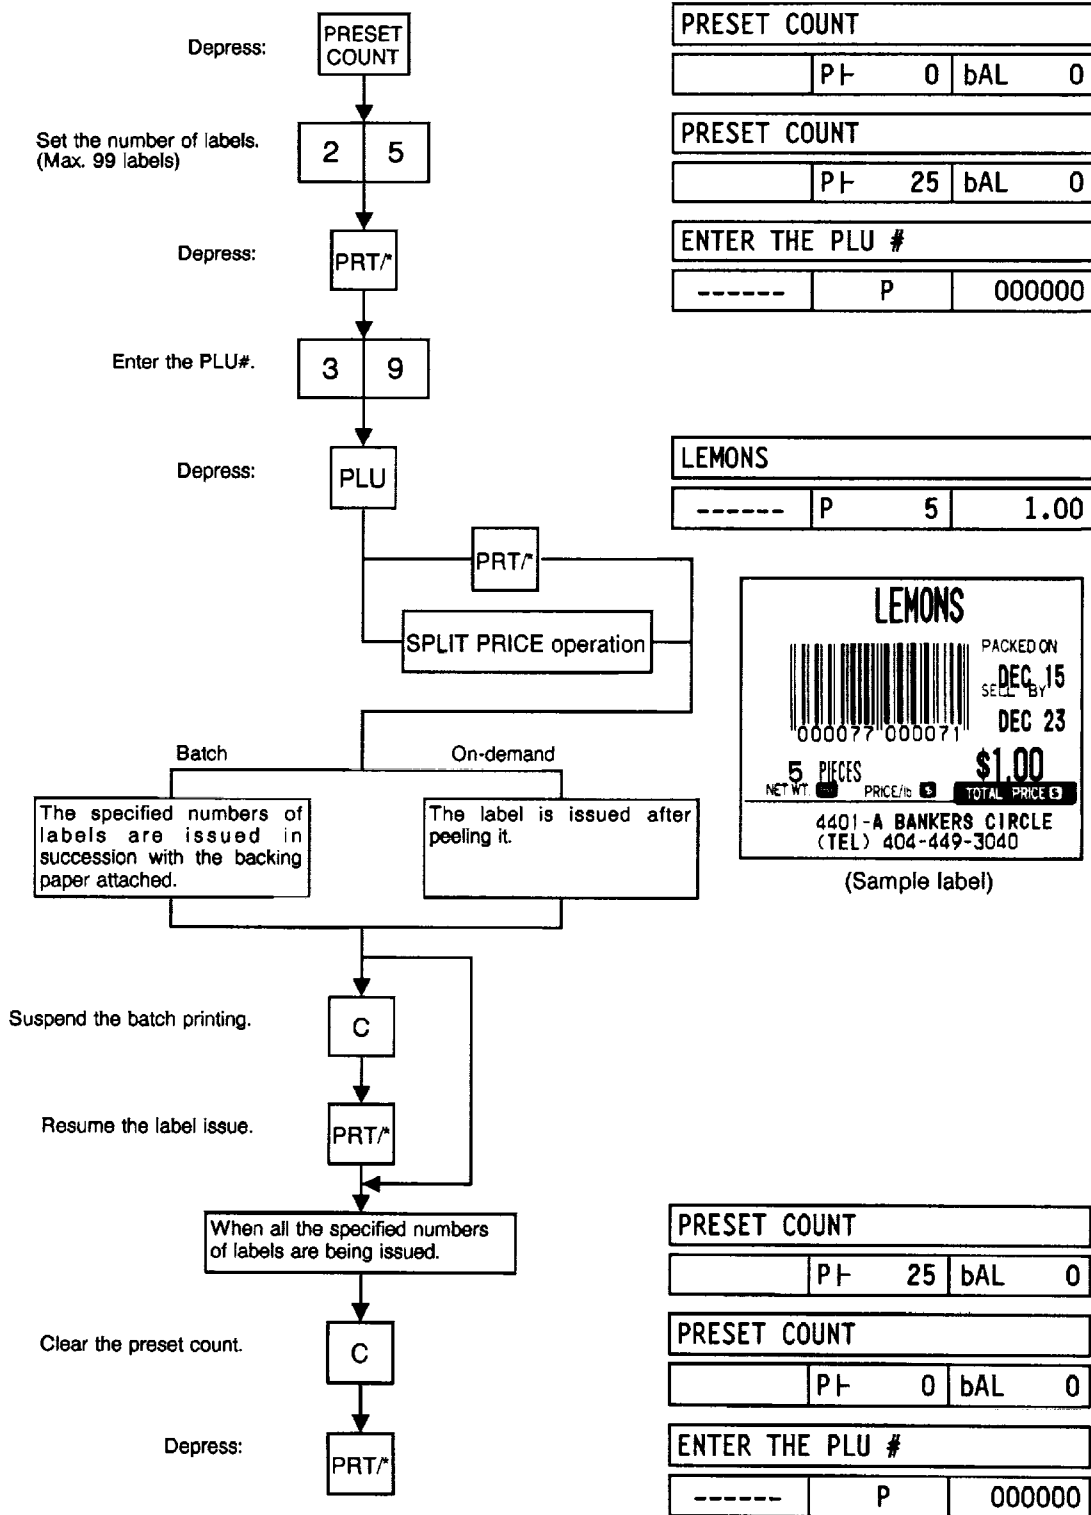 Depress:
PRESET
COUNT
PRESET COUNT
P⊢ 0 bAL 0
Set the number of labels.
(Max. 99 labels)
2 5
PRESET COUNT
P⊢ 25 bAL 0
Depress:
PRT/*
ENTER THE PLU #
------ P 000000
Enter the PLU#.
3 9
Depress:
PLU
LEMONS
------ P 5 1.00
PRT/*
SPLIT PRICE operation
LEMONS
PACKED ON
DEC 15
SELL BY
DEC 23
000077 000071
5 PIECES $1.00
NET WT. PRICE/lb $ TOTAL PRICE $
4401-A BANKERS CIRCLE
(TEL) 404-449-3040
(Sample label)
Batch
On-demand
The specified numbers of
labels are issued in
succession with the backing
paper attached.
The label is issued after
peeling it.
Suspend the batch printing.
C
Resume the label issue.
PRT/*
When all the specified numbers
of labels are being issued.
PRESET COUNT
P⊢ 25 bAL 0
Clear the preset count.
C
PRESET COUNT
P⊢ 0 bAL 0
Depress:
PRT/*
ENTER THE PLU #
------ P 000000